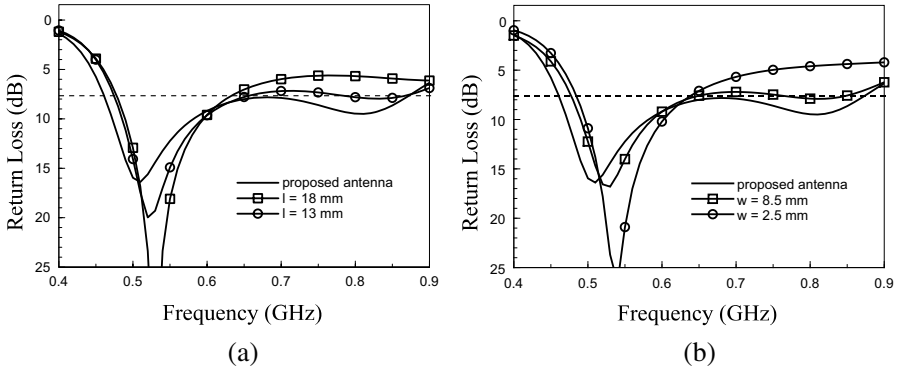 0
5
10
15
20
25
0.4 0.5 0.6 0.7 0.8 0.9
Return Loss (dB)
Frequency (GHz)
proposed antenna
l = 18 mm
l = 13 mm
(a)
0
5
10
15
20
25
0.4 0.5 0.6 0.7 0.8 0.9
Return Loss (dB)
Frequency (GHz)
proposed antenna
w = 8.5 mm
w = 2.5 mm
(b)